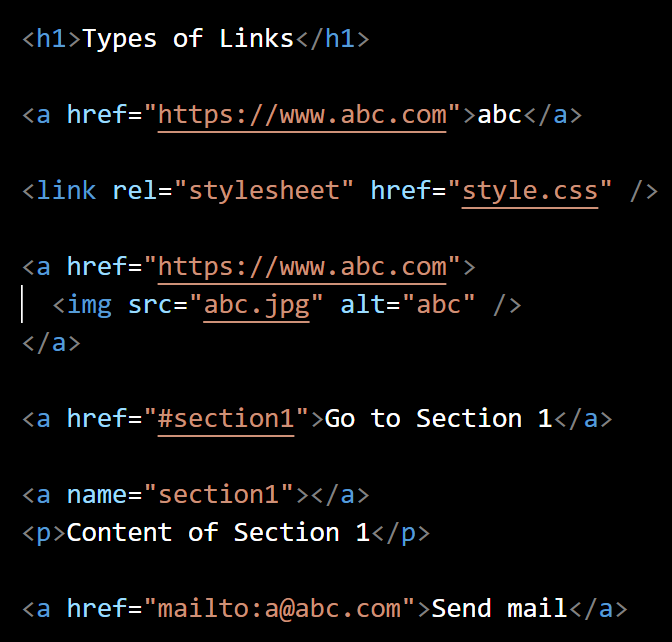 <h1>Types of Links</h1>
<a href="https://www.abc.com">abc</a>
<link rel="stylesheet" href="style.css" />
<a href="https://www.abc.com">
<img src="abc.jpg" alt="abc" />
</a>
<a href="#section1">Go to Section 1</a>
<a name="section1"></a>
<p>Content of Section 1</p>
<a href="mailto:a@abc.com">Send mail</a>